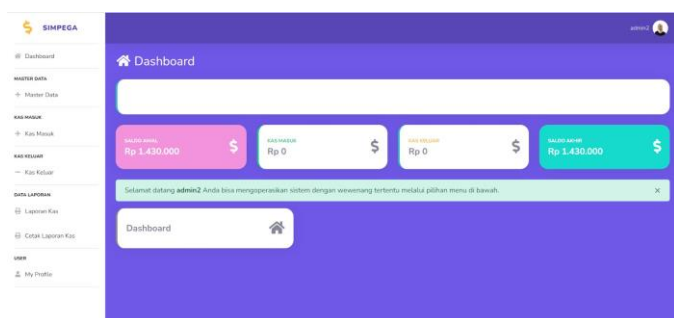 SIMPEGA
admin2
Dashboard
MASTER DATA
Master Data
KAS MASUK
Kas Masuk
KAS KELUAR
Kas Keluar
DATA LAPORAN
Laporan Kas
Cetak Laporan Kas
USER
My Profile
Dashboard
SALDO AWAL
Rp 1.430.000
KAS MASUK
Rp 0
KAS KELUAR
Rp 0
SALDO AKHIR
Rp 1.430.000
Selamat datang admin2 Anda bisa mengoperasikan sistem dengan wewenang tertentu melalui pilihan menu di bawah.
Dashboard